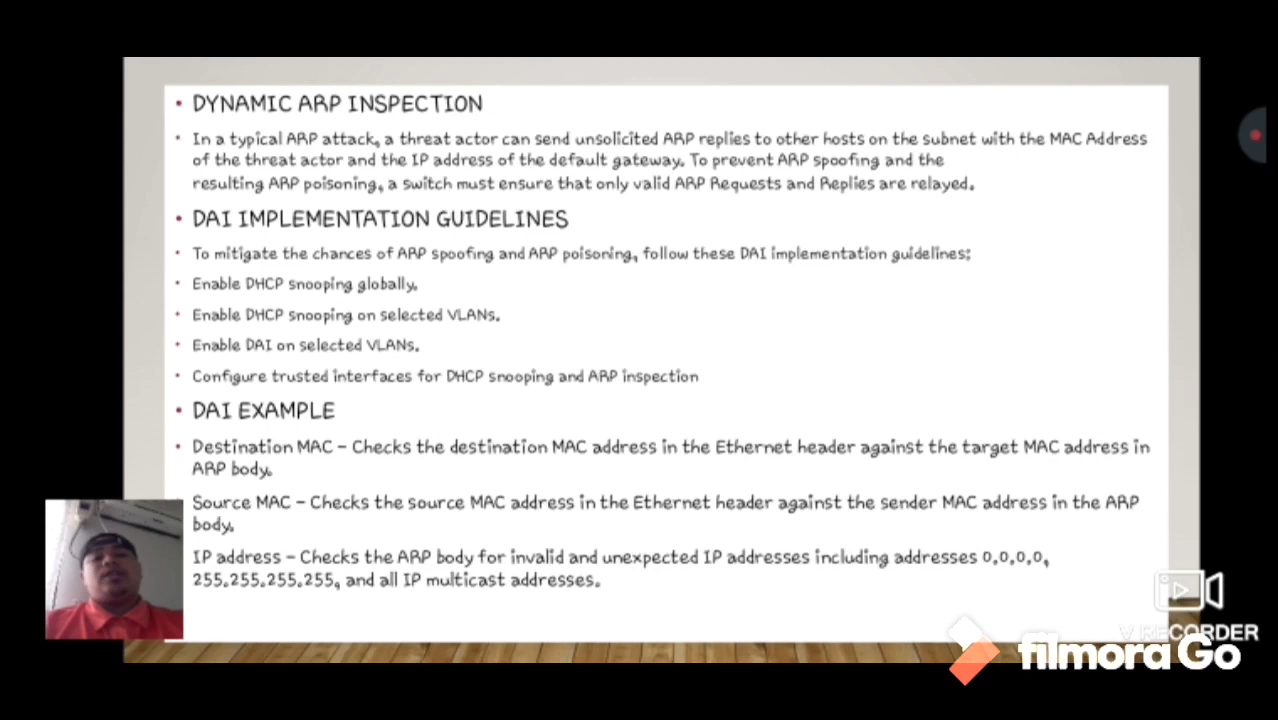 • DYNAMIC ARP INSPECTION
• In a typical ARP attack, a threat actor can send unsolicited ARP replies to other hosts on the subnet with the MAC Address
of the threat actor and the IP address of the default gateway. To prevent ARP spoofing and the
resulting ARP poisoning, a switch must ensure that only valid ARP Requests and Replies are relayed.
• DAI IMPLEMENTATION GUIDELINES
• To mitigate the chances of ARP spoofing and ARP poisoning, follow these DAI implementation guidelines:
• Enable DHCP snooping globally.
• Enable DHCP snooping on selected VLANs.
• Enable DAI on selected VLANs.
• Configure trusted interfaces for DHCP snooping and ARP inspection
• DAI EXAMPLE
• Destination MAC – Checks the destination MAC address in the Ethernet header against the target MAC address in
ARP body.
Source MAC – Checks the source MAC address in the Ethernet header against the sender MAC address in the ARP
body.
IP address – Checks the ARP body for invalid and unexpected IP addresses including addresses 0.0.0.0,
255.255.255.255, and all IP multicast addresses.
V RECORDER
filmora Go